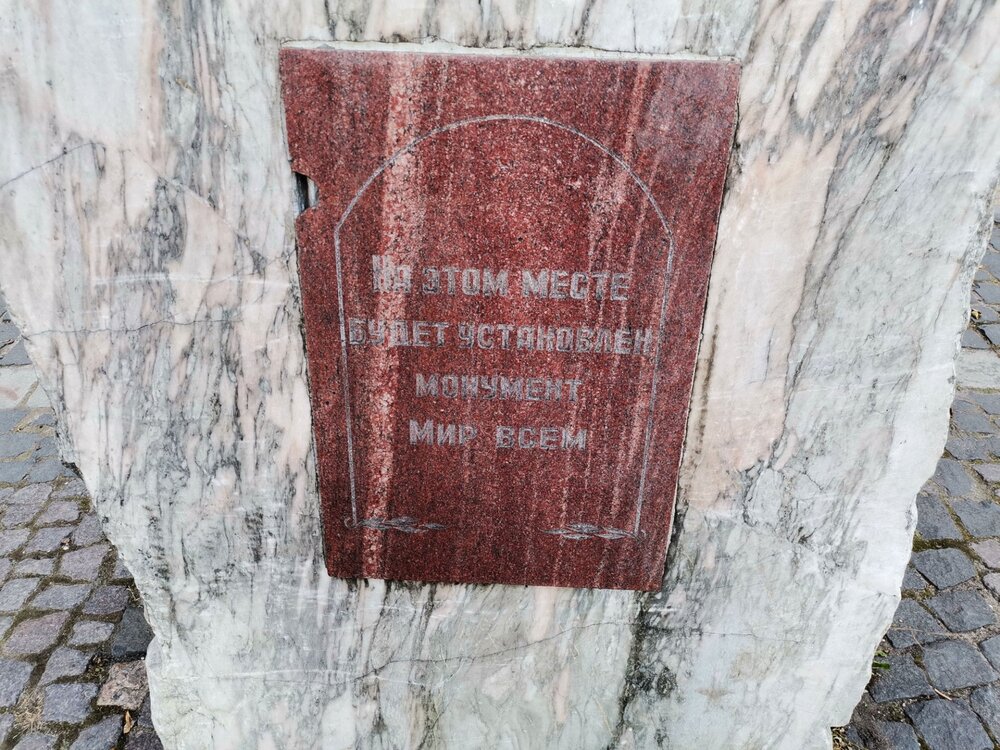 На этом месте
будет установлен
монумент
Мир всем